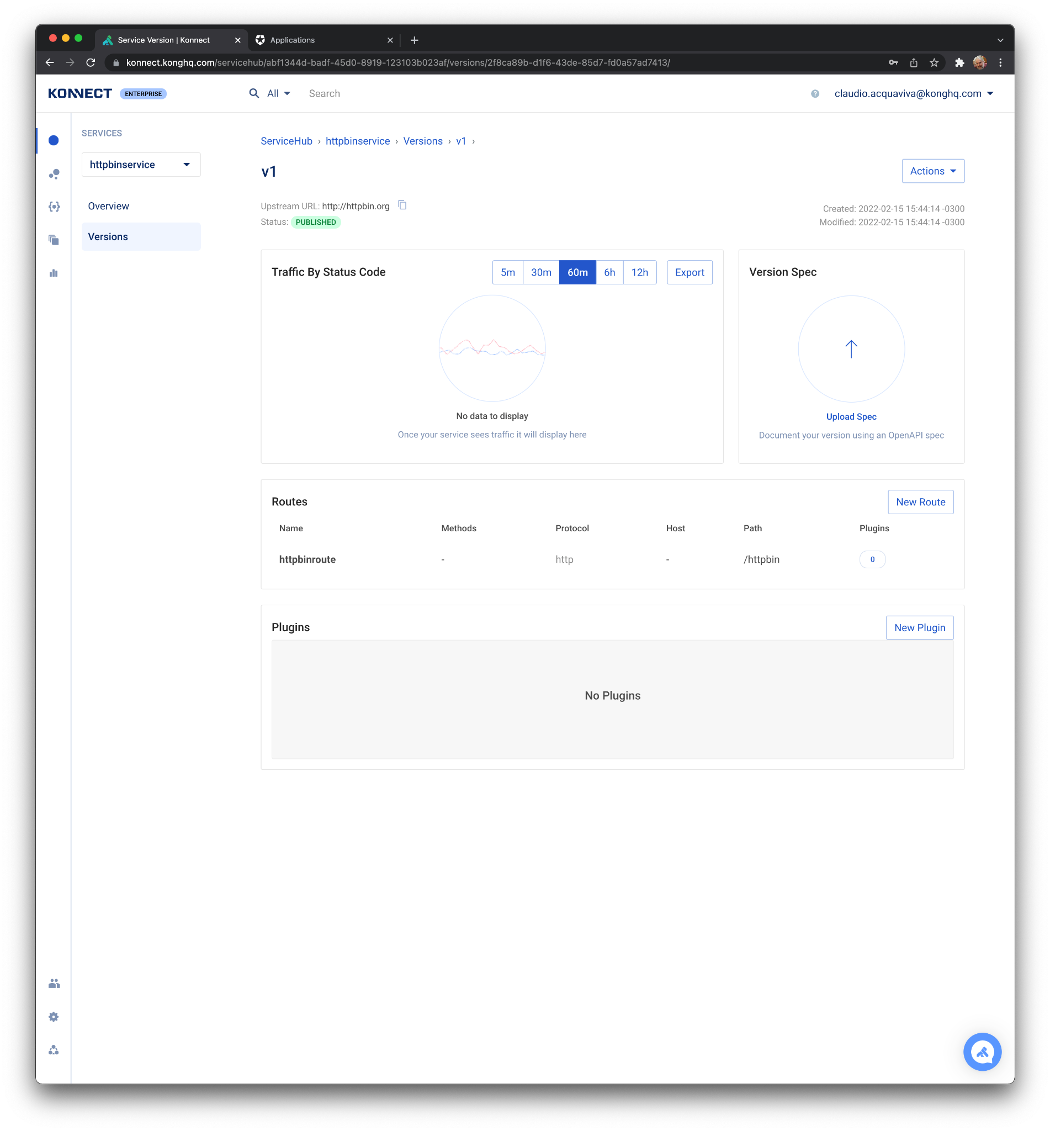 Service Version | Konnect
Applications
konnect.konghq.com/servicehub/abf1344d-badf-45d0-8919-123103b023af/versions/2f8ca89b-d1f6-43de-85d7-fd0a57ad7413/
KONNECT ENTERPRISE
All
Search
claudio.acquaviva@konghq.com
SERVICES
httpbinservice
Overview
Versions
ServiceHub › httpbinservice › Versions › v1 ›
v1
Actions
Upstream URL: http://httpbin.org
Status: PUBLISHED
Created: 2022-02-15 15:44:14 -0300
Modified: 2022-02-15 15:44:14 -0300
Traffic By Status Code
5m 30m 60m 6h 12h
Export
No data to display
Once your service sees traffic it will display here
Version Spec
Upload Spec
Document your version using an OpenAPI spec
Routes
New Route
Name Methods Protocol Host Path Plugins
httpbinroute - http - /httpbin 0
Plugins
New Plugin
No Plugins